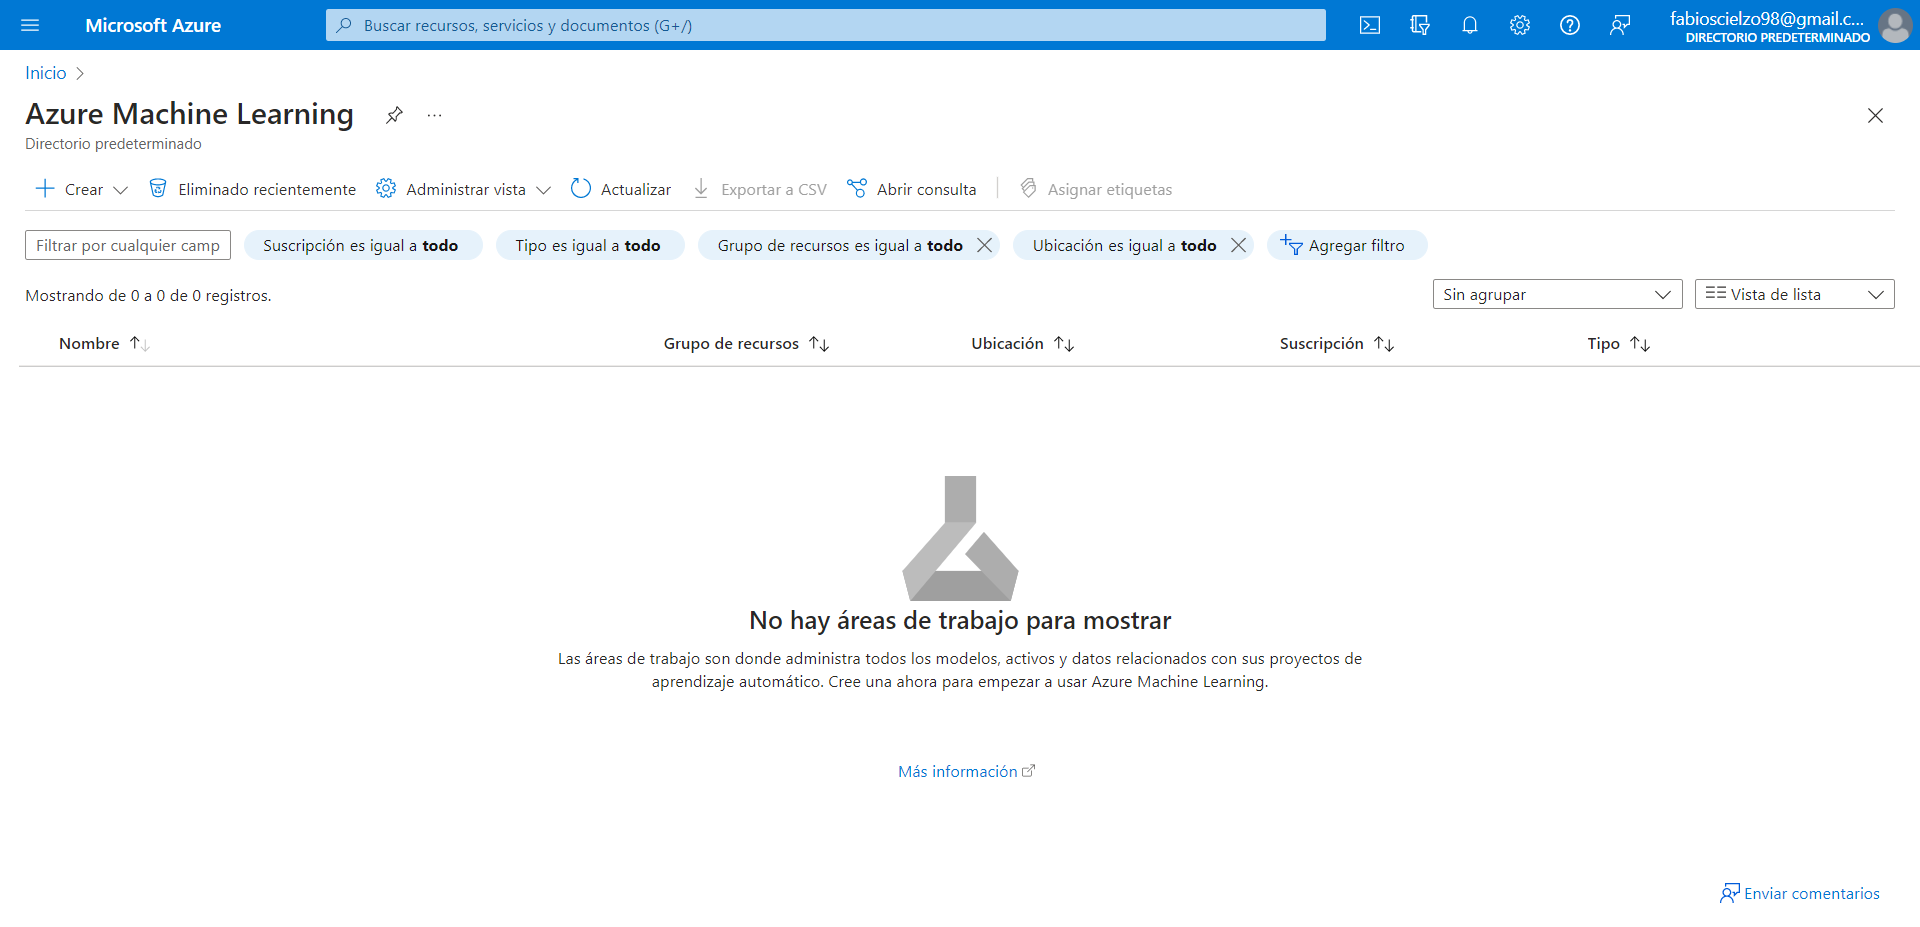 Microsoft Azure
Buscar recursos, servicios y documentos (G+/)
fabioscielzo98@gmail.c...
DIRECTORIO PREDETERMINADO
Inicio
Azure Machine Learning
Directorio predeterminado
Crear
Eliminado recientemente
Administrar vista
Actualizar
Exportar a CSV
Abrir consulta
Asignar etiquetas
Filtrar por cualquier camp
Suscripción es igual a todo
Tipo es igual a todo
Grupo de recursos es igual a todo
Ubicación es igual a todo
Agregar filtro
Mostrando de 0 a 0 de 0 registros.
Sin agrupar
Vista de lista
Nombre
Grupo de recursos
Ubicación
Suscripción
Tipo
No hay áreas de trabajo para mostrar
Las áreas de trabajo son donde administra todos los modelos, activos y datos relacionados con sus proyectos de
aprendizaje automático. Cree una ahora para empezar a usar Azure Machine Learning.
Más información
Enviar comentarios